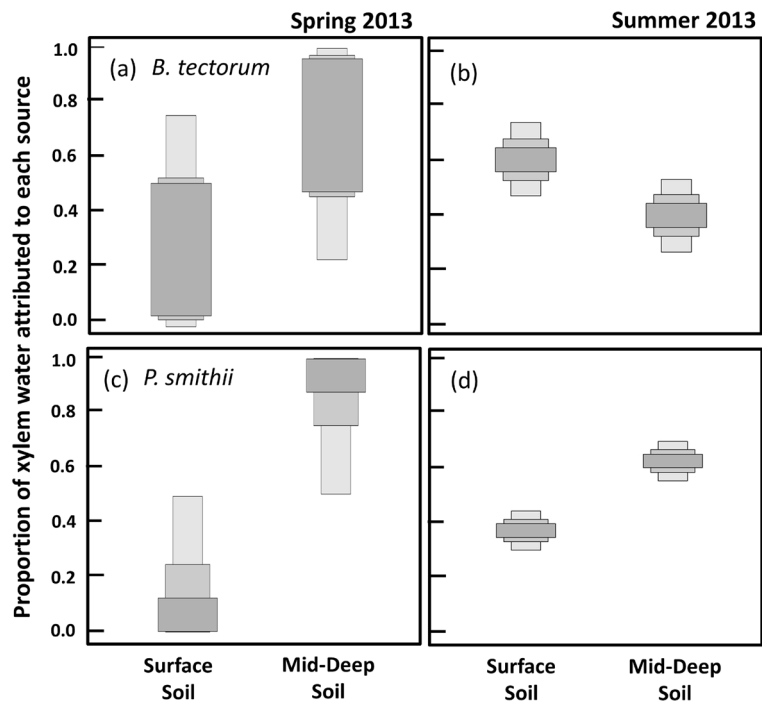 Spring 2013
Summer 2013
Proportion of xylem water attributed to each source
(a) B. tectorum
(b)
1.0
0.8
0.6
0.4
0.2
0.0
(c) P. smithii
(d)
1.0
0.8
0.6
0.4
0.2
0.0
Surface
Soil
Mid-Deep
Soil
Surface
Soil
Mid-Deep
Soil